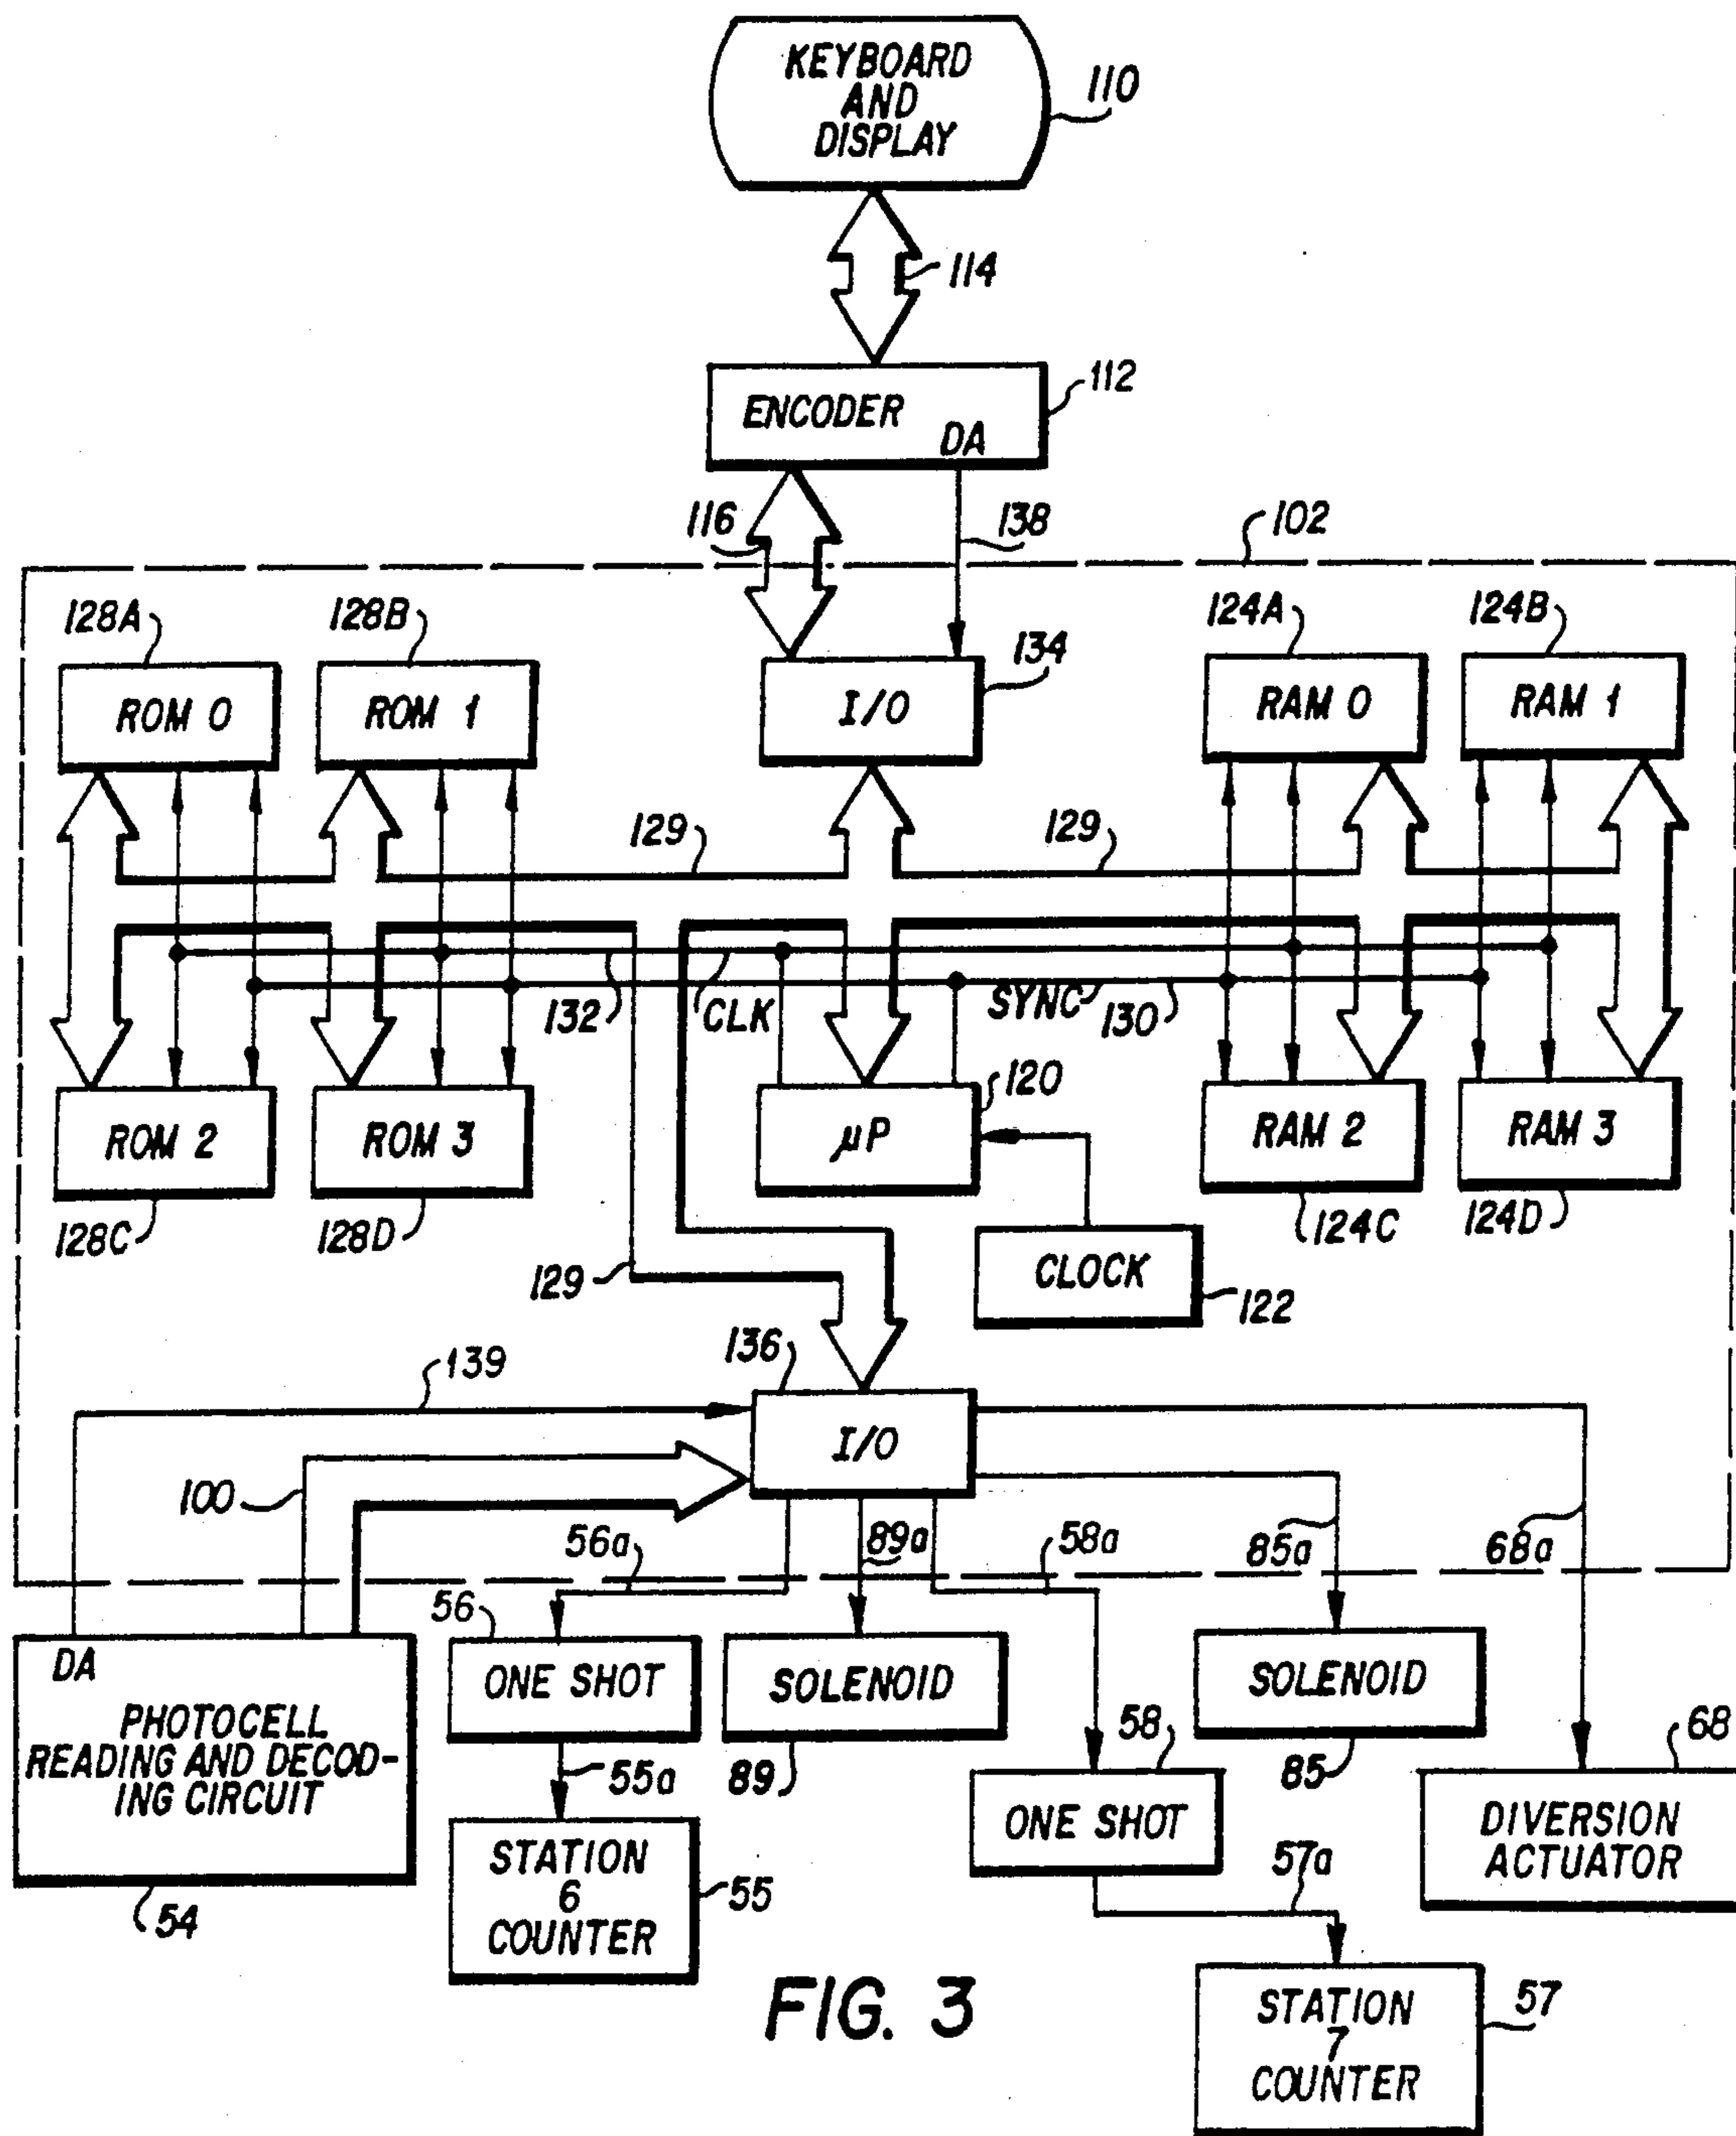 KEYBOARD
AND
DISPLAY
110
114
ENCODER
DA
112
116
138
102
128A
128B
134
124A
124B
ROM 0
ROM 1
I/O
RAM 0
RAM 1
129
129
132
CLK
SYNC
130
120
ROM 2
ROM 3
µP
RAM 2
RAM 3
128C
128D
124C
124D
129
CLOCK
122
136
139
I/O
100
56a
89a
58a
85a
68a
56
DA
PHOTOCELL
READING AND DECOD-
ING CIRCUIT
54
ONE SHOT
SOLENOID
SOLENOID
58
68
55a
89
85
STATION
6
COUNTER
55
ONE SHOT
DIVERSION
ACTUATOR
57a
FIG. 3
STATION
7
COUNTER
57